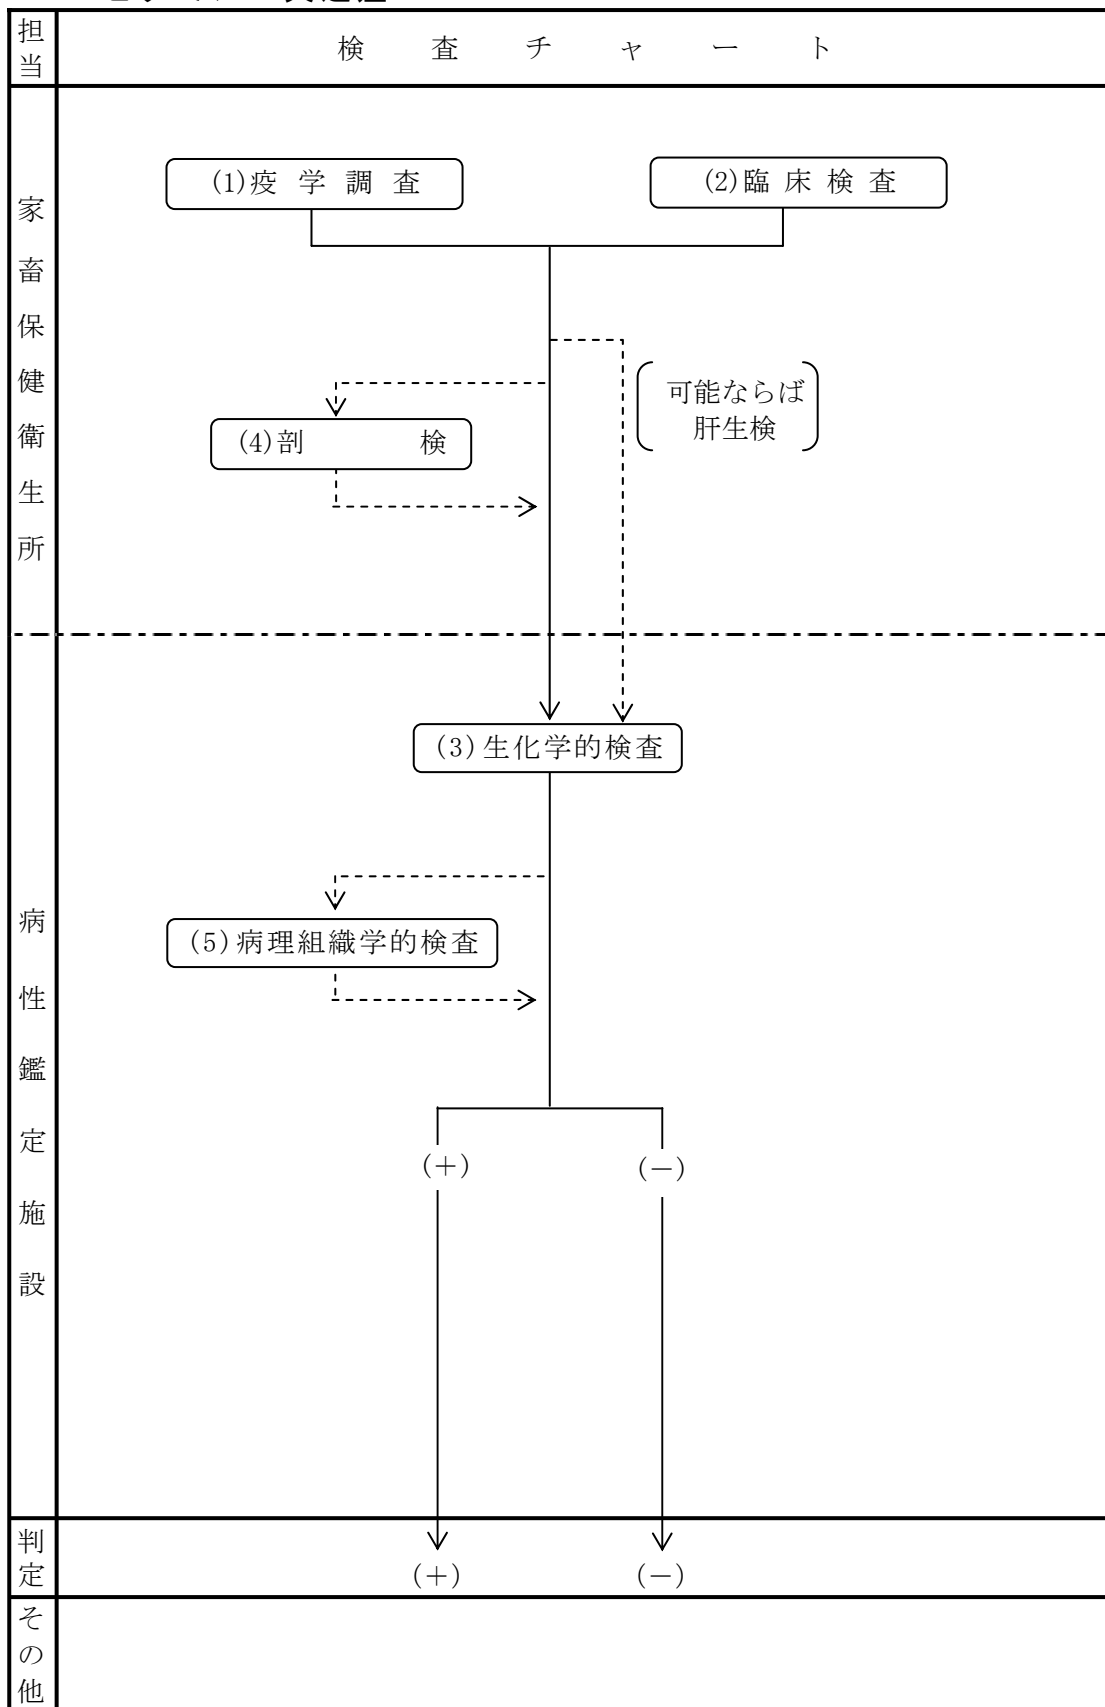 担当
検査チャート
家畜保健衛生所
(1)疫学調査
(2)臨床検査
可能ならば
肝生検
(4)剖検
(3)生化学的検査
病性鑑定施設
(5)病理組織学的検査
(+)
(-)
判定
(+)
(-)
その他